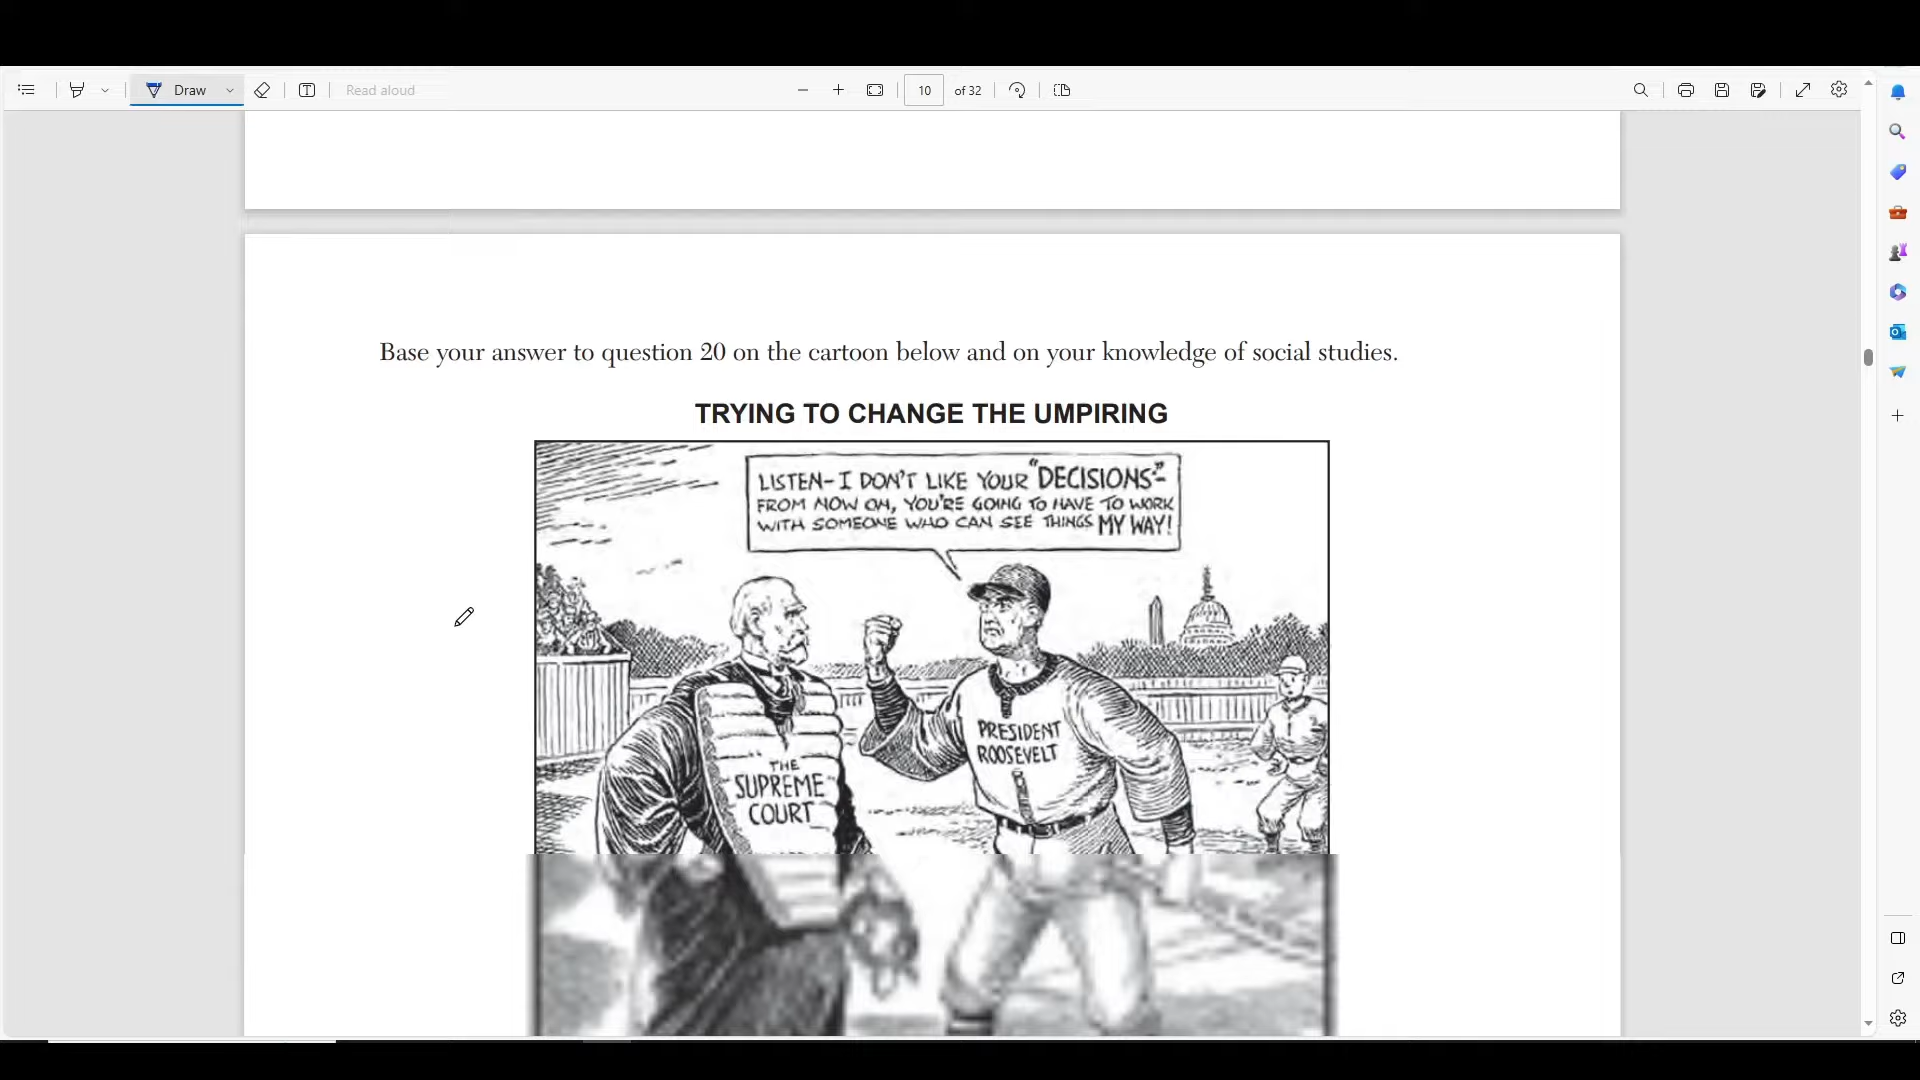 Draw
Read aloud
10 of 32
Base your answer to question 20 on the cartoon below and on your knowledge of social studies.
TRYING TO CHANGE THE UMPIRING
LISTEN-I DON'T LIKE YOUR "DECISIONS"-
FROM NOW ON, YOU'RE GOING TO HAVE TO WORK
WITH SOMEONE WHO CAN SEE THINGS MY WAY!
PRESIDENT
ROOSEVELT
THE
SUPREME
COURT